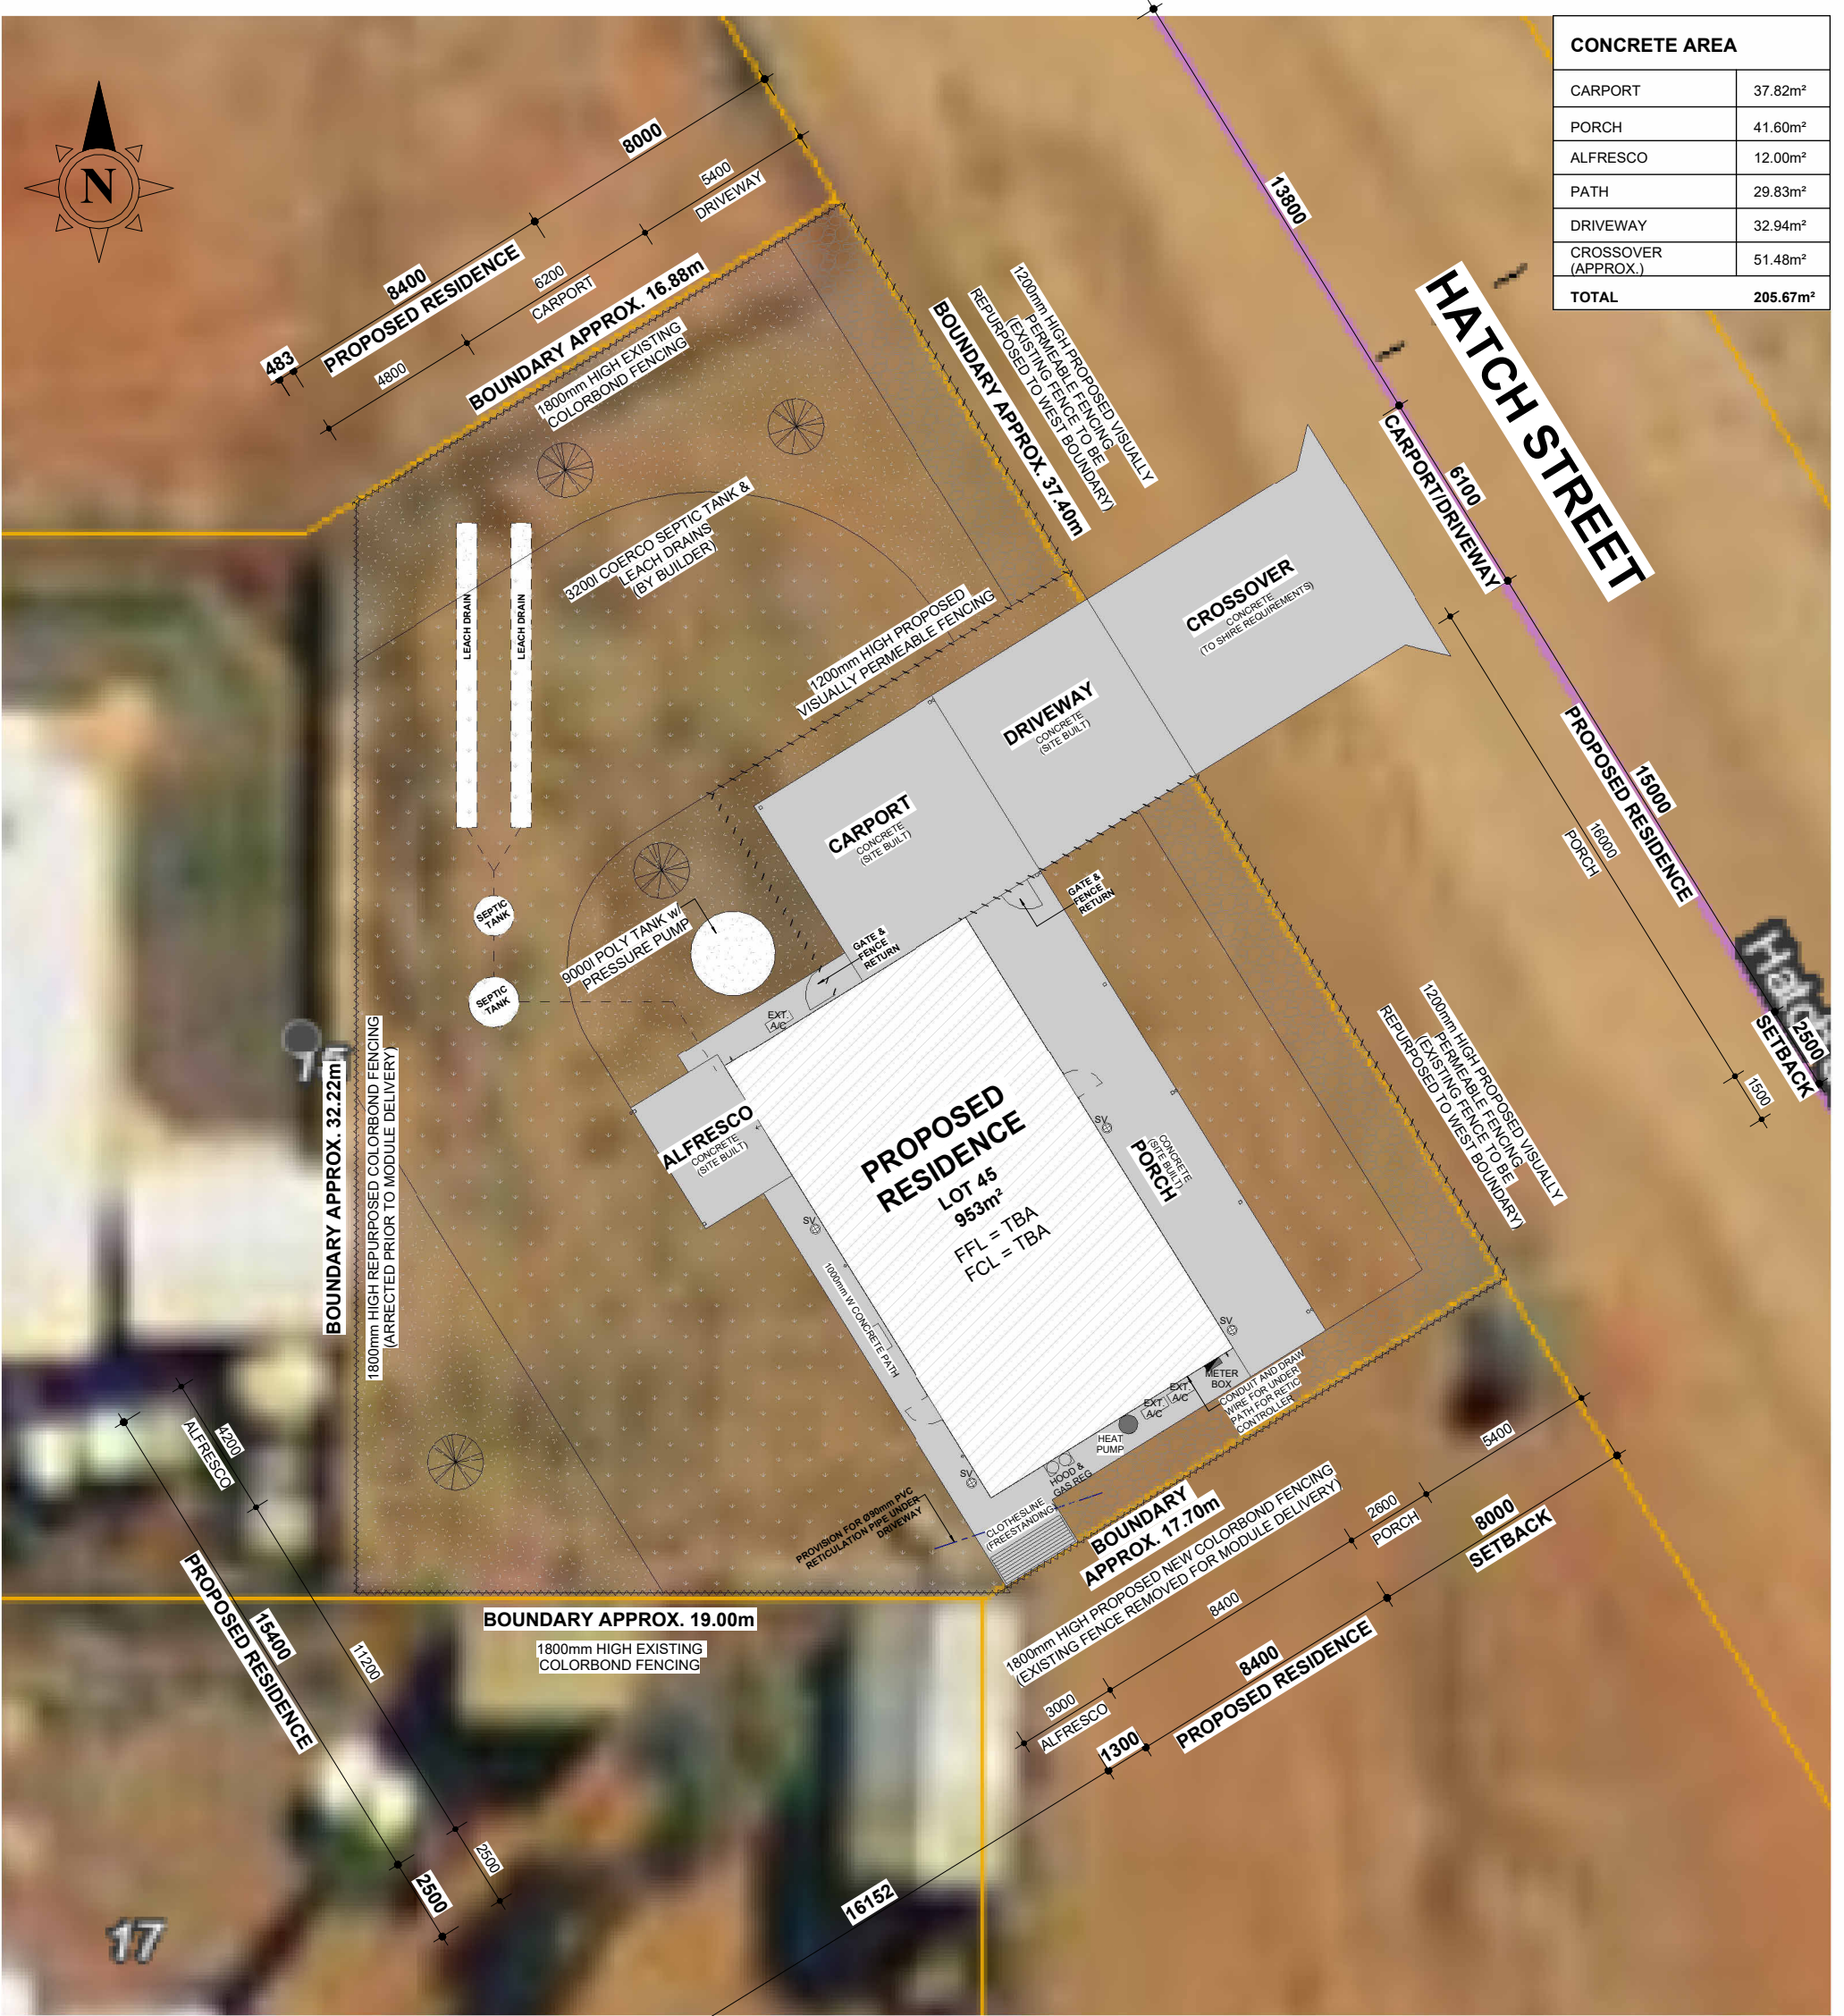 CONCRETE AREA
CARPORT 37.82m²
PORCH 41.60m²
ALFRESCO 12.00m²
PATH 29.83m²
DRIVEWAY 32.94m²
CROSSOVER
(APPROX.) 51.48m²
TOTAL 205.67m²
N
8000
5400
DRIVEWAY
8400
PROPOSED RESIDENCE
6200
CARPORT
483
4800
BOUNDARY APPROX. 16.88m
1800mm HIGH EXISTING
COLORBOND FENCING
13800
HATCH STREET
1200mm HIGH PROPOSED VISUALLY
PERMEABLE FENCING
(EXISTING FENCE TO BE
REPURPOSED TO WEST BOUNDARY)
BOUNDARY APPROX. 37.40m
6100
CARPORT/DRIVEWAY
3200l COERCO SEPTIC TANK &
LEACH DRAINS
(BY BUILDER)
LEACH DRAIN
LEACH DRAIN
1200mm HIGH PROPOSED
VISUALLY PERMEABLE FENCING
CROSSOVER
CONCRETE
(TO SHIRE REQUIREMENTS)
DRIVEWAY
CONCRETE
(SITE BUILT)
CARPORT
CONCRETE
(SITE BUILT)
15000
PROPOSED RESIDENCE
16000
PORCH
GATE &
FENCE
RETURN
GATE &
FENCE
RETURN
SEPTIC
TANK
SEPTIC
TANK
9000l POLY TANK w/
PRESSURE PUMP
EXT.
A/C
Hatch
2500
SETBACK
1500
1200mm HIGH PROPOSED VISUALLY
PERMEABLE FENCING
(EXISTING FENCE TO BE
REPURPOSED TO WEST BOUNDARY)
BOUNDARY APPROX. 32.22m
1800mm HIGH REPURPOSED COLORBOND FENCING
(ARRECTED PRIOR TO MODULE DELIVERY)
ALFRESCO
CONCRETE
(SITE BUILT)
PROPOSED
RESIDENCE
LOT 45
953m²
FFL = TBA
FCL = TBA
SV
PORCH
CONCRETE
(SITE BUILT)
SV
1000mm W CONCRETE PATH
SV
METER
BOX
EXT.
A/C
EXT.
A/C
CONDUIT AND DRAW
WIRE FOR UNDER
PATH FOR RETIC
CONTROLLER
HEAT
PUMP
HOOD &
GAS REG
SV
CLOTHESLINE
(FREESTANDING)
PROVISION FOR Ø90mm PVC
RETICULATION PIPE UNDER
DRIVEWAY
4200
ALFRESCO
15400
PROPOSED RESIDENCE
11200
2500
2500
BOUNDARY APPROX. 19.00m
1800mm HIGH EXISTING
COLORBOND FENCING
BOUNDARY
APPROX. 17.70m
1800mm HIGH PROPOSED NEW COLORBOND FENCING
(EXISTING FENCE REMOVED FOR MODULE DELIVERY)
5400
2600
PORCH
8000
SETBACK
8400
8400
PROPOSED RESIDENCE
3000
ALFRESCO
1300
16152
17